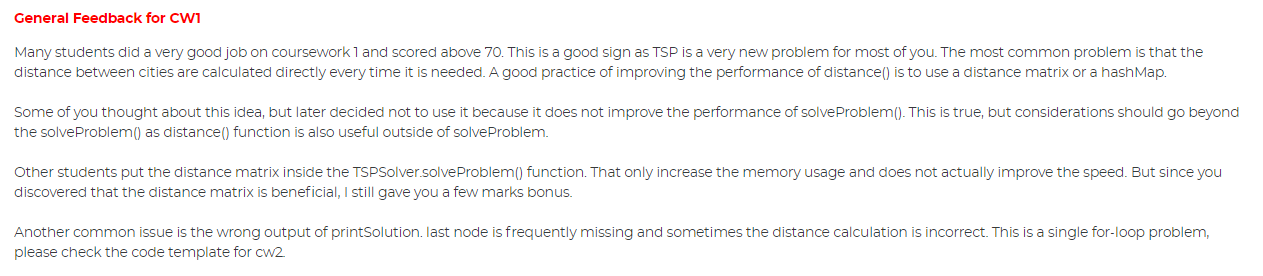 General Feedback for CW1
Many students did a very good job on coursework 1 and scored above 70. This is a good sign as TSP is a very new problem for most of you. The most common problem is that the
distance between cities are calculated directly every time it is needed. A good practice of improving the performance of distance() is to use a distance matrix or a hashMap.
Some of you thought about this idea, but later decided not to use it because it does not improve the performance of solveProblem(). This is true, but considerations should go beyond
the solveProblem() as distance() function is also useful outside of solveProblem.
Other students put the distance matrix inside the TSPSolver.solveProblem() function. That only increase the memory usage and does not actually improve the speed. But since you
discovered that the distance matrix is beneficial, I still gave you a few marks bonus.
Another common issue is the wrong output of printSolution. last node is frequently missing and sometimes the distance calculation is incorrect. This is a single for-loop problem,
please check the code template for cw2.